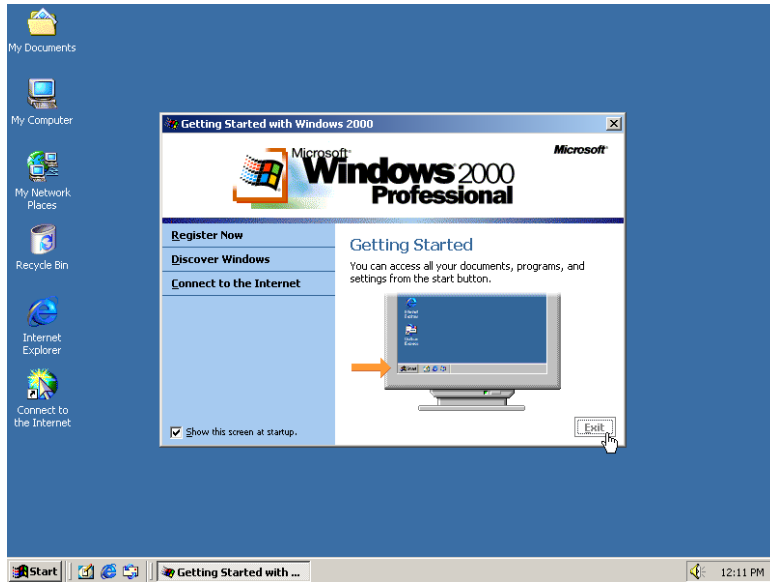 My Documents
My Computer
My Network
Places
Recycle Bin
Internet
Explorer
Connect to
the Internet
Getting Started with Windows 2000
Microsoft
Windows 2000
Professional
Microsoft
Register Now
Discover Windows
Connect to the Internet
Getting Started
You can access all your documents, programs, and
settings from the start button.
Start
Show this screen at startup.
Exit
Start
Getting Started with ...
12:11 PM